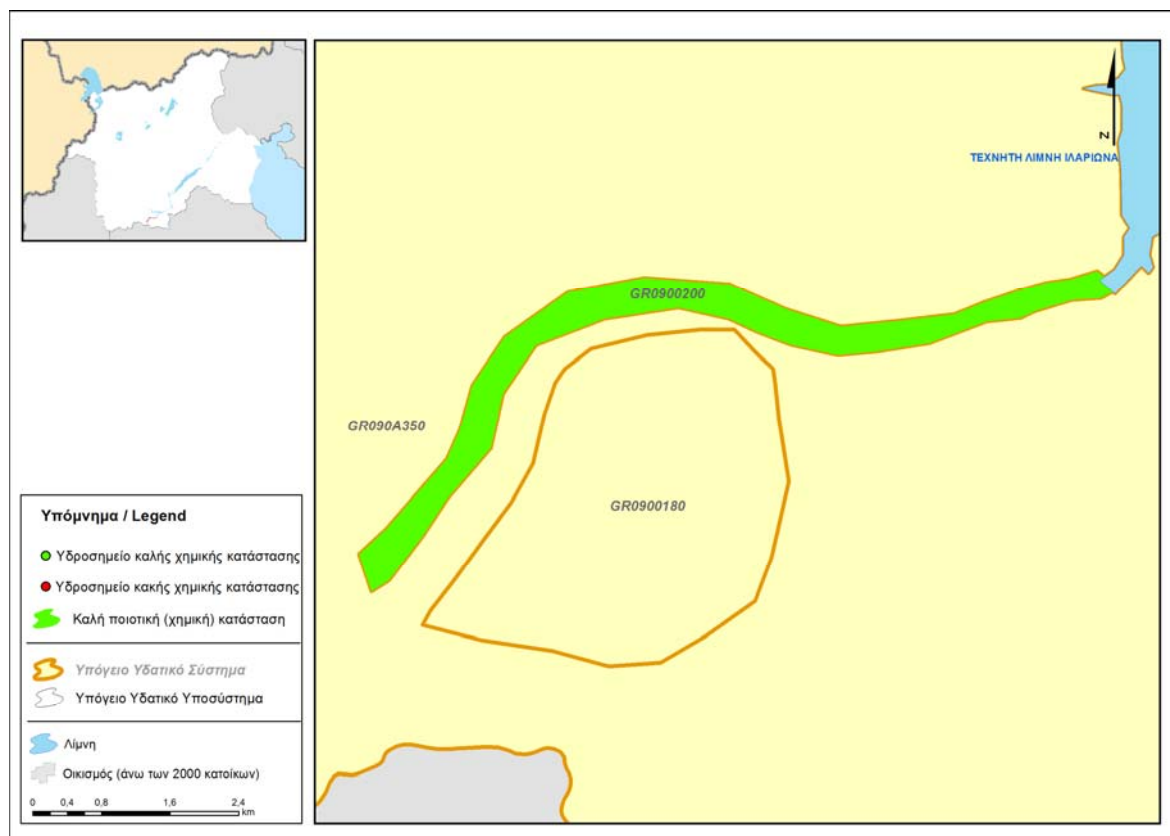 N
ΤΕΧΝΗΤΗ ΛΙΜΝΗ ΙΛΑΡΙΩΝΑ
GR0900200
GR090A350
GR0900180
Υπόμνημα / Legend
Υδροσημείο καλής χημικής κατάστασης
Υδροσημείο κακής χημικής κατάστασης
Καλή ποιοτική (χημική) κατάσταση
Υπόγειο Υδατικό Σύστημα
Υπόγειο Υδατικό Υποσύστημα
Λίμνη
Οικισμός (άνω των 2000 κατοίκων)
0 0,4 0,8 1,6 2,4
km